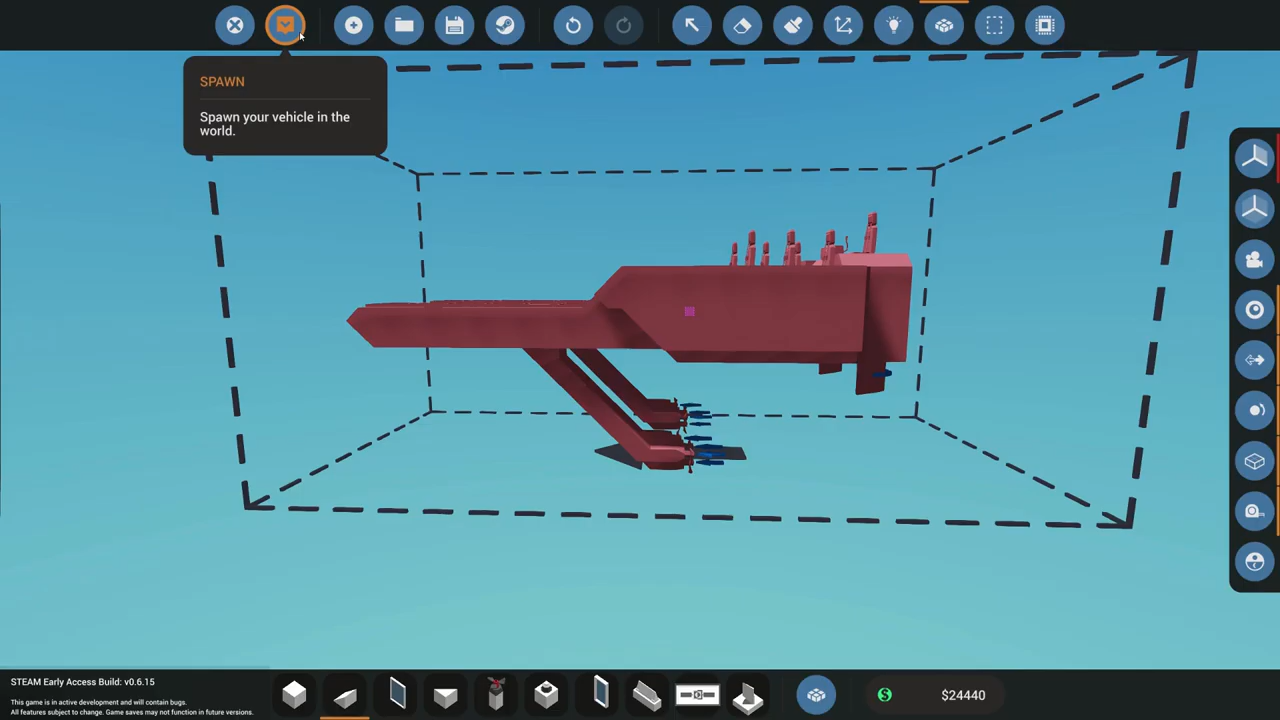 SPAWN
Spawn your vehicle in the
world.
STEAM Early Access Build: v0.6.15
This game is in active development and will contain bugs.
All features subject to change. Game saves may not function in future versions.
$
$24440